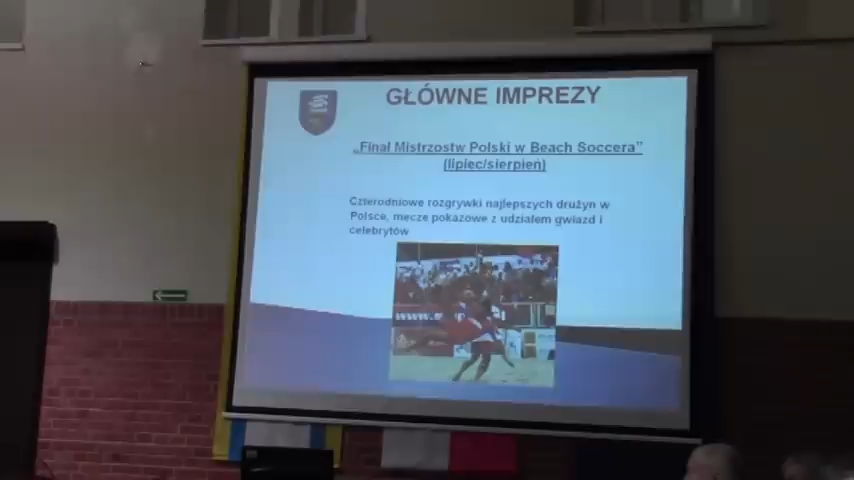 GŁÓWNE IMPREZY
„Finał Mistrzostw Polski w Beach Soccera”
(lipiec/sierpień)
Czterodniowe rozgrywki najlepszych drużyn w
Polsce, mecze pokazowe z udziałem gwiazd i
celebrytów